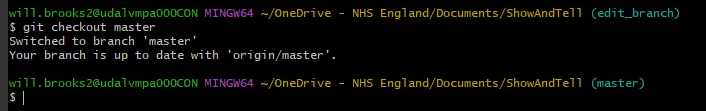 will.brooks2@udalvmpa000CON MINGW64 ~/OneDrive - NHS England/Documents/ShowAndTell (edit_branch)
$ git checkout master
Switched to branch 'master'
Your branch is up to date with 'origin/master'.
will.brooks2@udalvmpa000CON MINGW64 ~/OneDrive - NHS England/Documents/ShowAndTell (master)
$